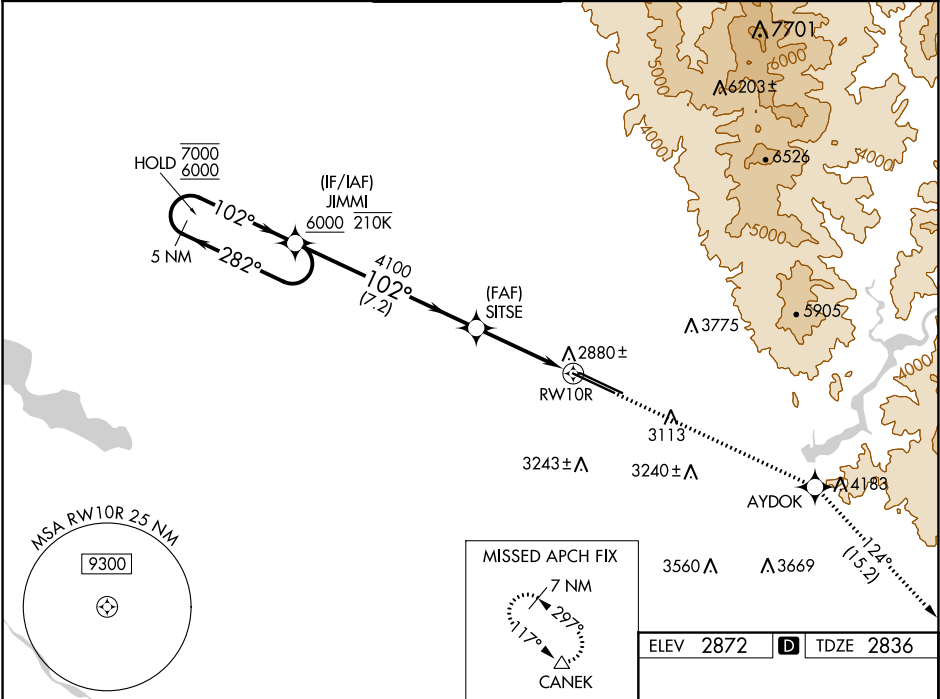 7701
6000
5000
6203±
4000
6526
4000
HOLD 7000
6000
(IF/IAF)
JIMMI
6000 210K
102°
5 NM
282°
5000
4100
102°
(7.2)
(FAF)
SITSE
5905
3775
2880±
4000
RW10R
3113
3243±
3240±
4183
AYDOK
MSA RW10R 25 NM
9300
124°
(15.2)
MISSED APCH FIX
7 NM
297°
117°
CANEK
3560
3669
ELEV 2872 D TDZE 2836